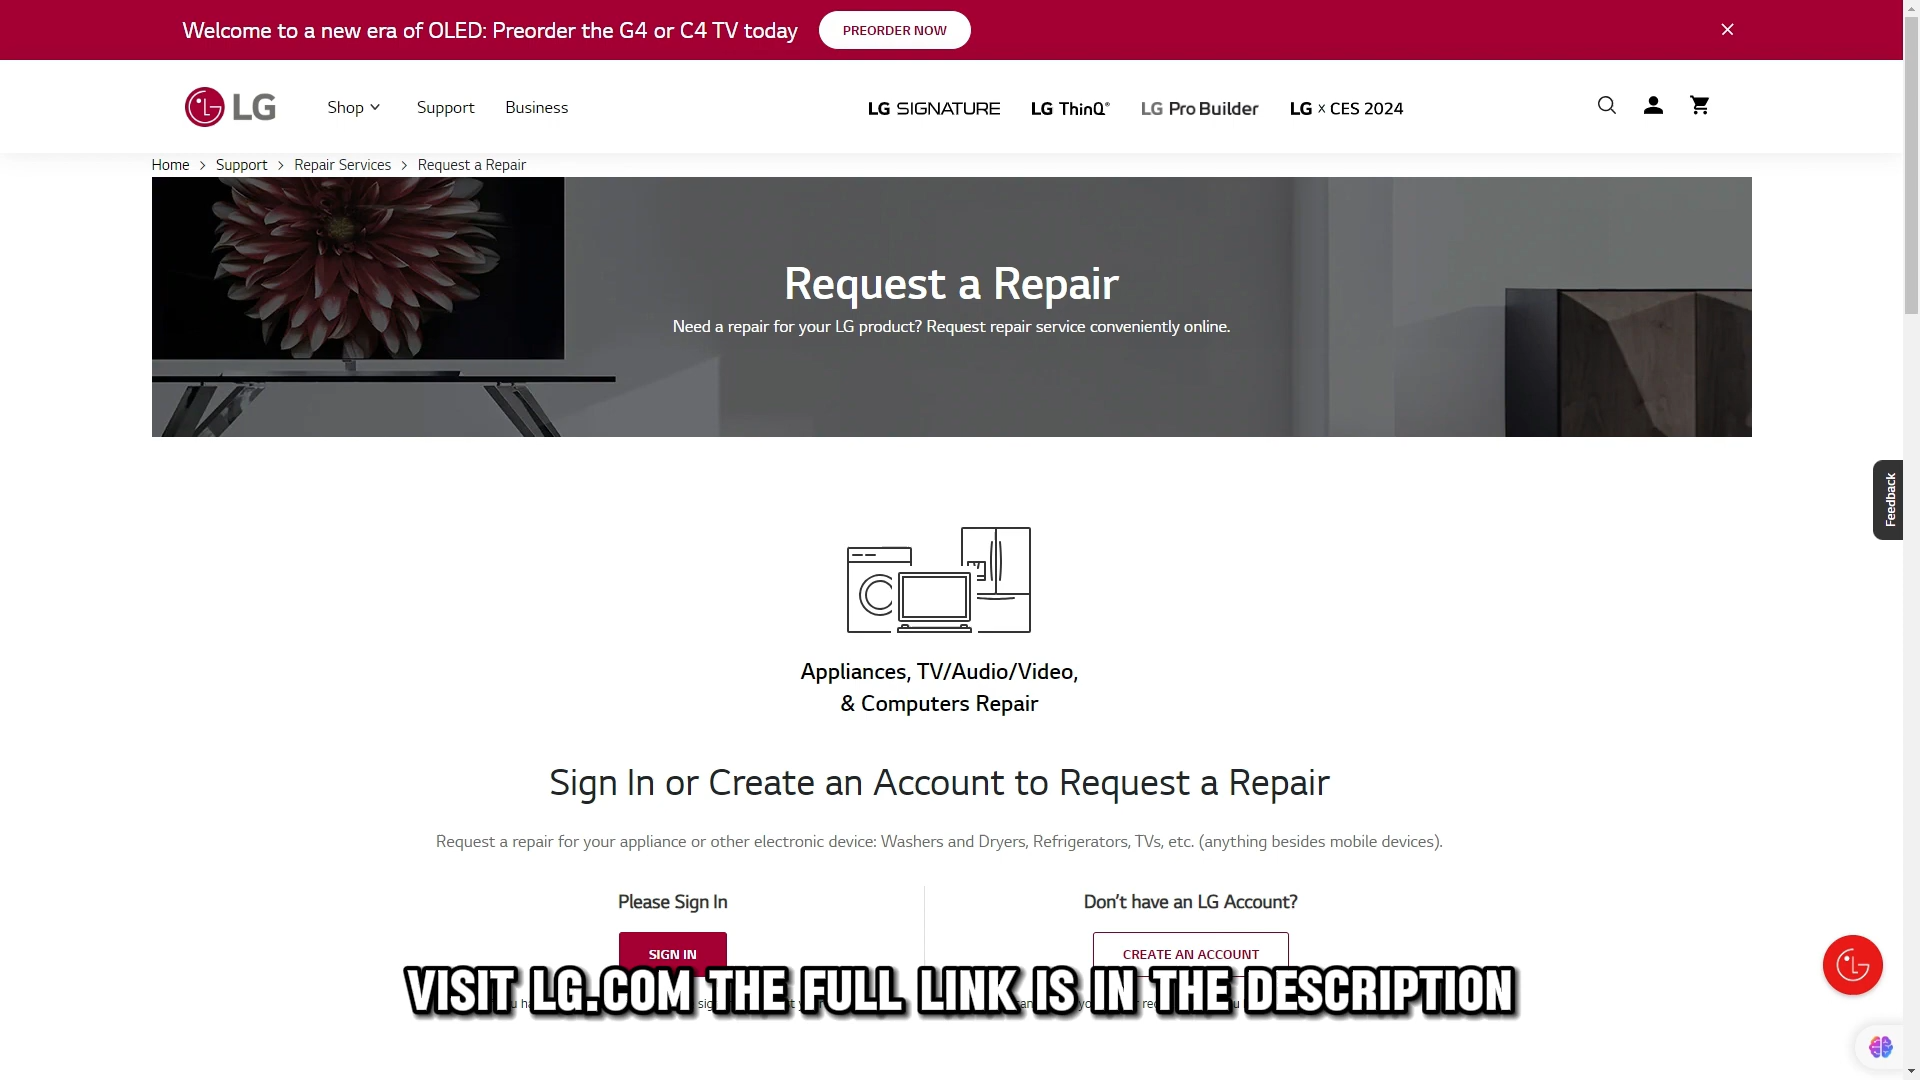 Welcome to a new era of OLED: Preorder the G4 or C4 TV today
PREORDER NOW
LG
Shop
Support
Business
LG SIGNATURE
LG ThinQ®
LG Pro Builder
LG x CES 2024
Home > Support > Repair Services > Request a Repair
Request a Repair
Need a repair for your LG product? Request repair service conveniently online.
Feedback
Appliances, TV/Audio/Video,
& Computers Repair
Sign In or Create an Account to Request a Repair
Request a repair for your appliance or other electronic device: Washers and Dryers, Refrigerators, TVs, etc. (anything besides mobile devices).
Please Sign In
Don't have an LG Account?
SIGN IN
CREATE AN ACCOUNT
VISIT LG.COM THE FULL LINK IS IN THE DESCRIPTION